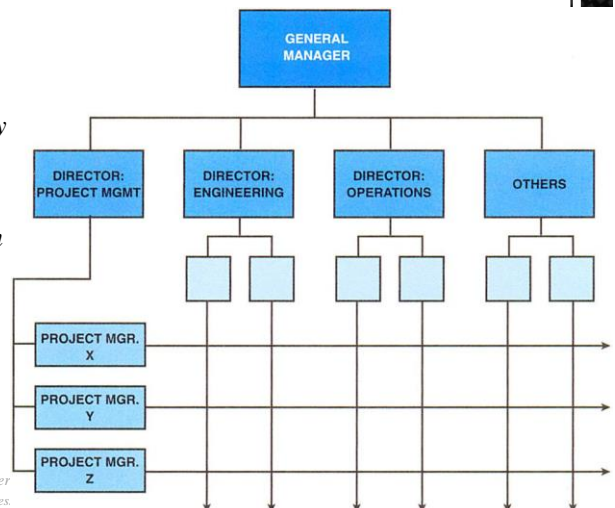 GENERAL
MANAGER
DIRECTOR:
PROJECT MGMT
DIRECTOR:
ENGINEERING
DIRECTOR:
OPERATIONS
OTHERS
PROJECT MGR.
X
PROJECT MGR.
Y
PROJECT MGR.
Z